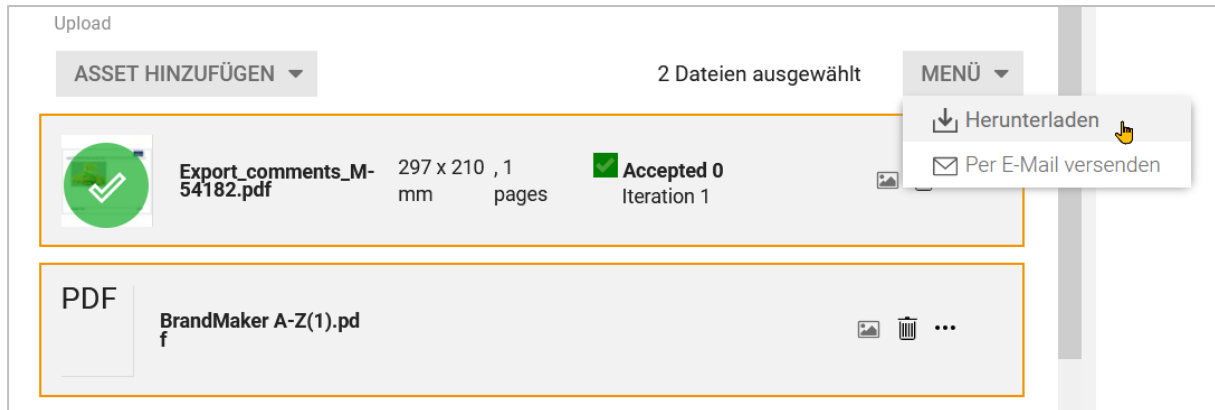 Upload
ASSET HINZUFÜGEN
2 Dateien ausgewählt
MENÜ
Herunterladen
Per E-Mail versenden
Export_comments_M-
54182.pdf
297 x 210 , 1
mm pages
Accepted 0
Iteration 1
PDF
BrandMaker A-Z(1).pd
f